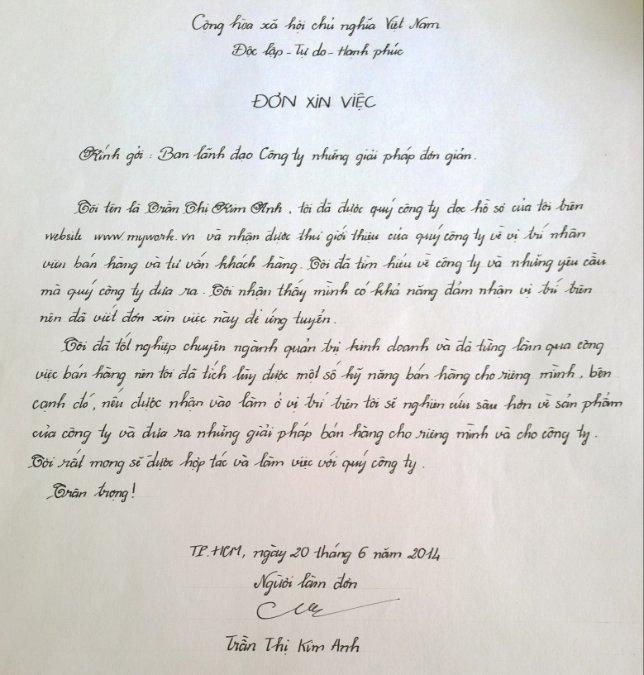 Cộng hòa xã hội chủ nghĩa Việt Nam
Độc lập - Tự do - Hạnh phúc
ĐƠN XIN VIỆC
Kính gởi : Ban lãnh đạo Công ty những giải pháp đơn giản.
Tôi tên là Trần Thị Kim Anh, tôi đã được quý công ty đọc hồ sơ của tôi trên
website www.mywork.vn và nhận được thư giới thiệu của quý công ty về vị trí nhân
viên bán hàng và tư vấn khách hàng. Tôi đã tìm hiểu về công ty và những yêu cầu
mà quý công ty đưa ra. Tôi nhận thấy mình có khả năng đảm nhận vị trí trên
nên đã viết đơn xin việc này để ứng tuyển.
Tôi đã tốt nghiệp chuyên ngành quản trị kinh doanh và đã từng làm qua công
việc bán hàng nên tôi đã tích lũy được một số kỹ năng bán hàng cho riêng mình, bên
cạnh đó, nếu được nhận vào làm ở vị trí trên tôi sẽ nghiên cứu sâu hơn về sản phẩm
của công ty và đưa ra những giải pháp bán hàng cho riêng mình và cho công ty.
Tôi rất mong sẽ được hợp tác và làm việc với quý công ty.
Trân trọng!
TP.HCM, ngày 20 tháng 6 năm 2014
Người làm đơn
Trần Thị Kim Anh